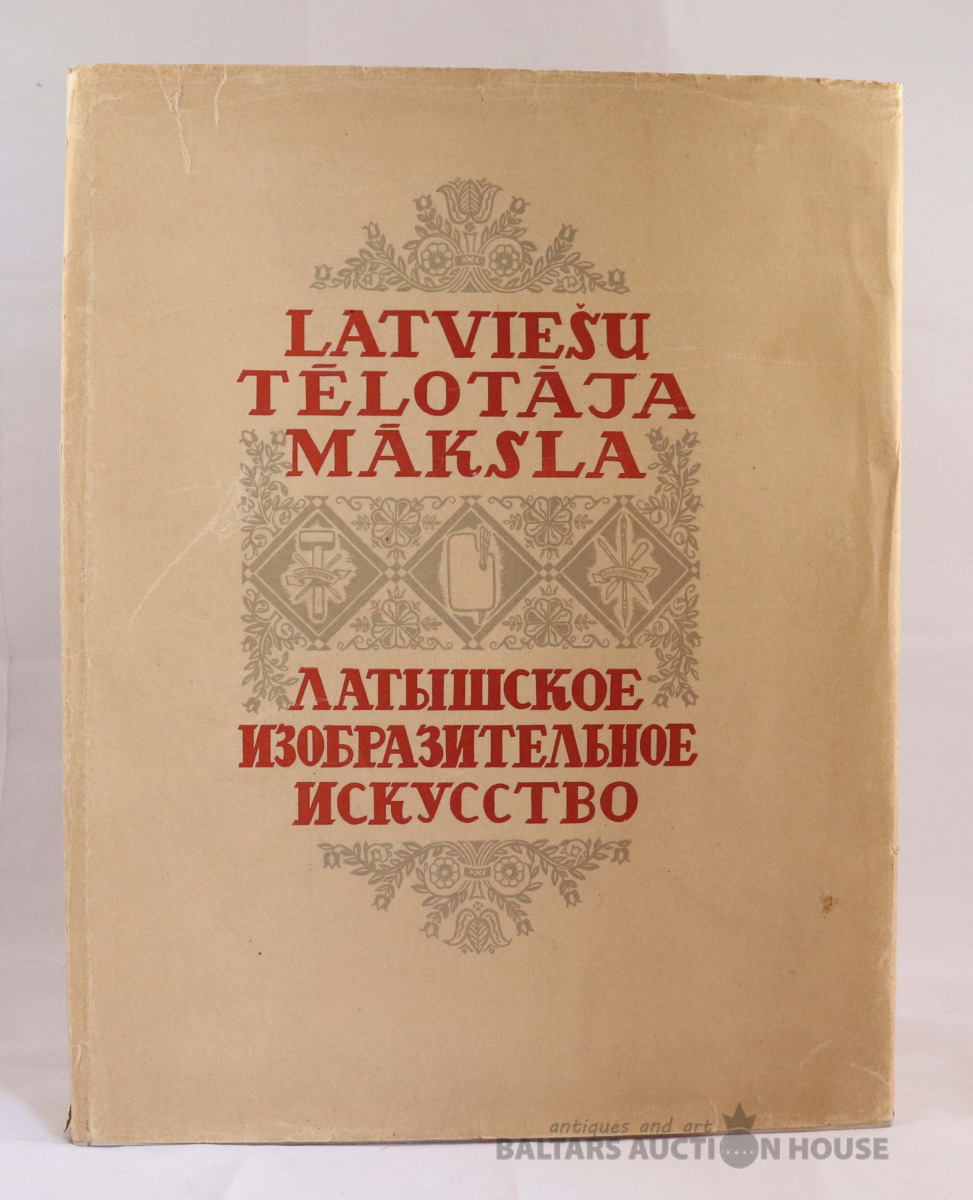 LATVIEŠU
TĒLOTĀJA
MĀKSLA
ЛАТЫШСКОЕ
ИЗОБРАЗИТЕЛЬНОЕ
ИСКУССТВО
antiques and art
BALTARS AUCTION HOUSE